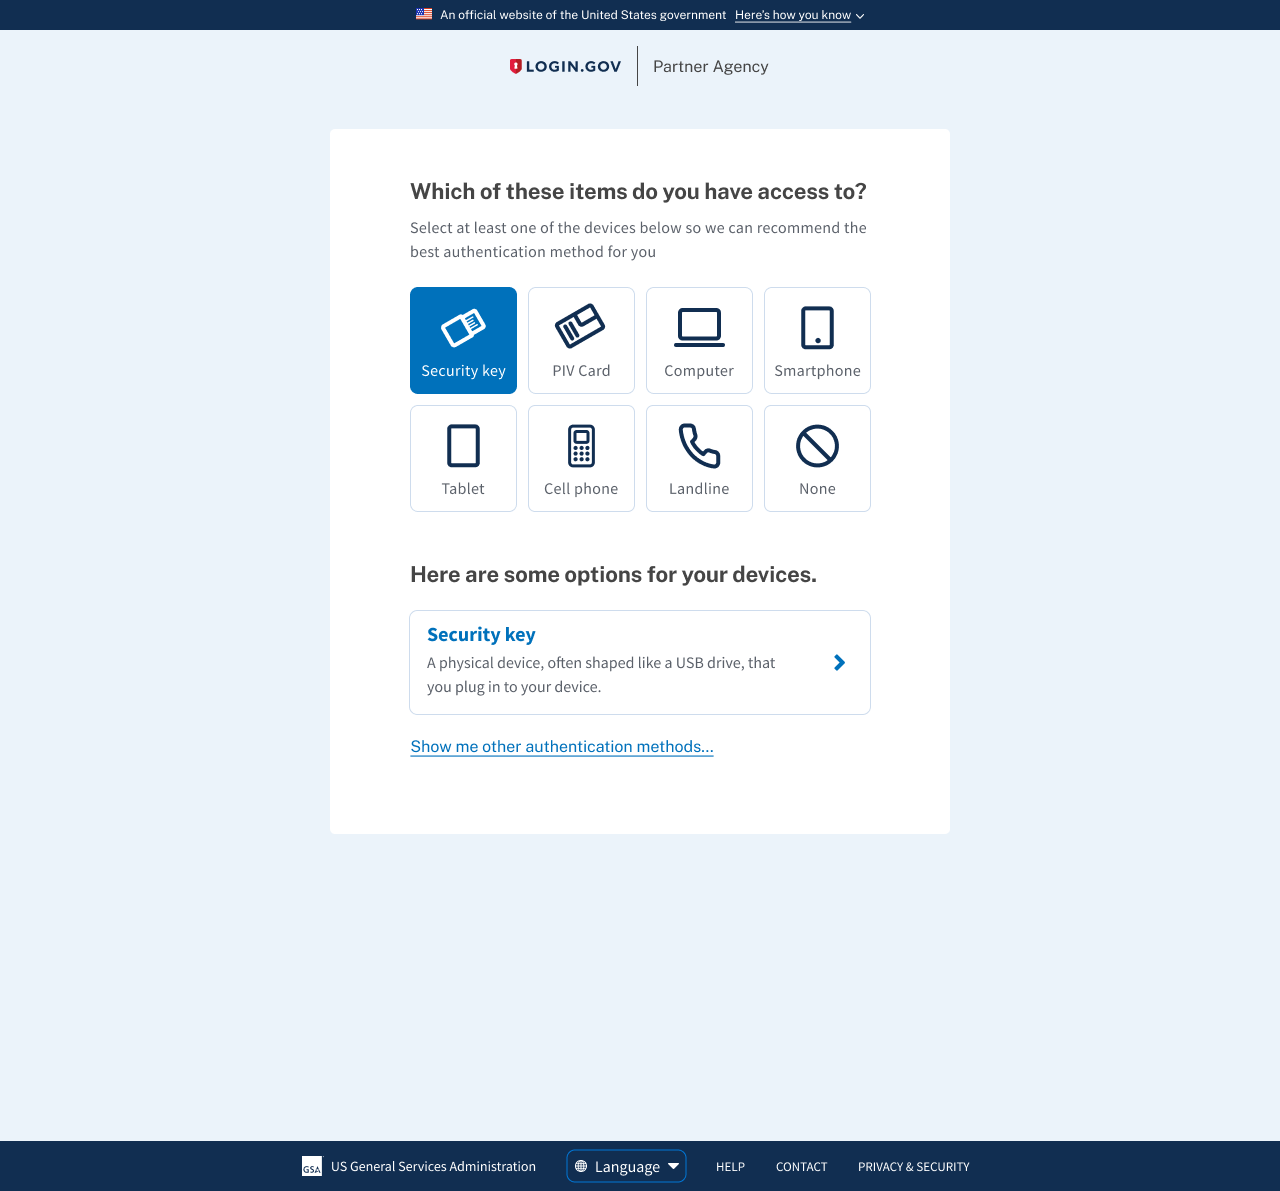 An official website of the United States government Here's how you know
LOGIN.GOV Partner Agency
Which of these items do you have access to?
Select at least one of the devices below so we can recommend the
best authentication method for you
Security key PIV Card Computer Smartphone
Tablet Cell phone Landline None
Here are some options for your devices.
Security key
A physical device, often shaped like a USB drive, that
you plug in to your device.
Show me other authentication methods...
GSA US General Services Administration Language HELP CONTACT PRIVACY & SECURITY